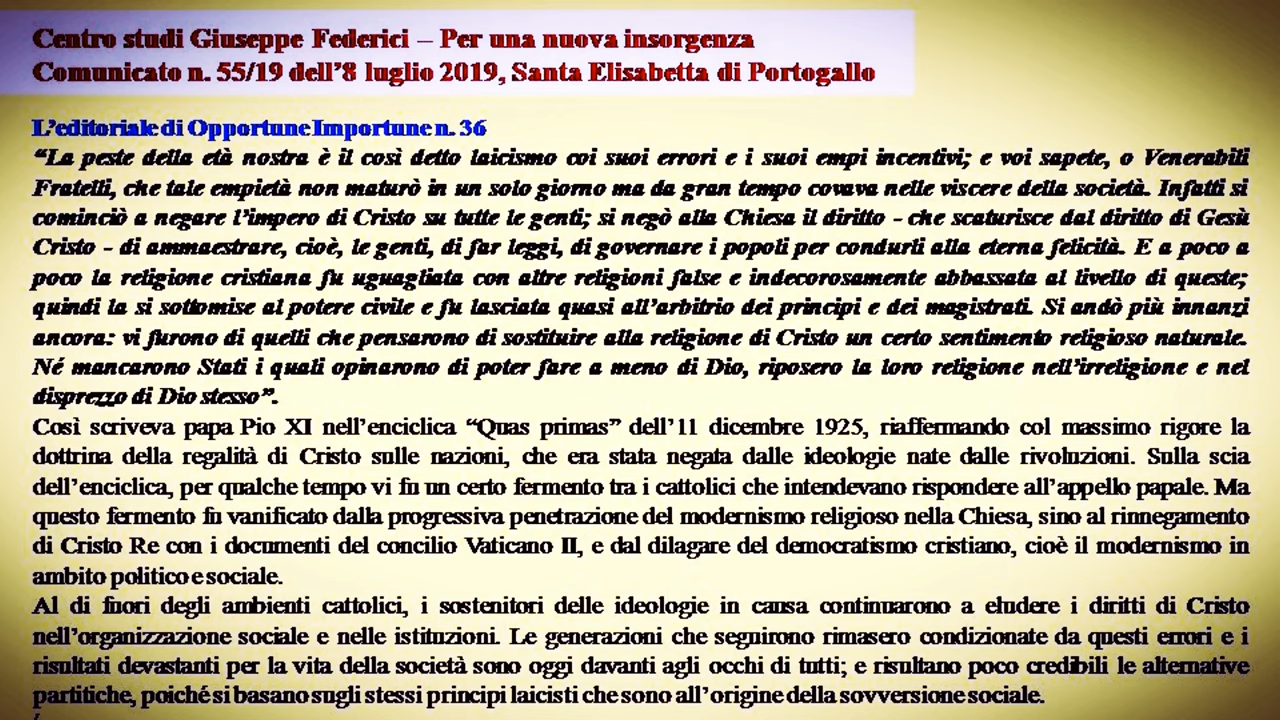 Centro studi Giuseppe Federici – Per una nuova insorgenza
Comunicato n. 55/19 dell’8 luglio 2019, Santa Elisabetta di Portogallo
L’editoriale di Opportune Importune n. 36
“La peste della età nostra è il così detto laicismo coi suoi errori e i suoi empi incentivi; e voi sapete, o Venerabili
Fratelli, che tale empietà non maturò in un solo giorno ma da gran tempo covava nelle viscere della società. Infatti si
cominciò a negare l’impero di Cristo su tutte le genti; si negò alla Chiesa il diritto - che scaturisce dal diritto di Gesù
Cristo - di ammaestrare, cioè, le genti, di far leggi, di governare i popoli per condurli alla eterna felicità. E a poco a
poco la religione cristiana fu uguagliata con altre religioni false e indecorosamente abbassata al livello di queste;
quindi la si sottomise al potere civile e fu lasciata quasi all’arbitrio dei principi e dei magistrati. Si andò più innanzi
ancora: vi furono di quelli che pensarono di sostituire alla religione di Cristo un certo sentimento religioso naturale.
Né mancarono Stati i quali opinarono di poter fare a meno di Dio, riposero la loro religione nell’irreligione e nel
disprezzo di Dio stesso”.
Così scriveva papa Pio XI nell’enciclica “Quas primas” dell’11 dicembre 1925, riaffermando col massimo rigore la
dottrina della regalità di Cristo sulle nazioni, che era stata negata dalle ideologie nate dalle rivoluzioni. Sulla scia
dell’enciclica, per qualche tempo vi fu un certo fermento tra i cattolici che intendevano rispondere all’appello papale. Ma
questo fermento fu vanificato dalla progressiva penetrazione del modernismo religioso nella Chiesa, sino al rinnegamento
di Cristo Re con i documenti del concilio Vaticano II, e dal dilagare del democratismo cristiano, cioè il modernismo in
ambito politico e sociale.
Al di fuori degli ambienti cattolici, i sostenitori delle ideologie in causa continuarono a eludere i diritti di Cristo
nell’organizzazione sociale e nelle istituzioni. Le generazioni che seguirono rimasero condizionate da questi errori e i
risultati devastanti per la vita della società sono oggi davanti agli occhi di tutti; e risultano poco credibili le alternative
partitiche, poiché si basano sugli stessi principi laicisti che sono all’origine della sovversione sociale.